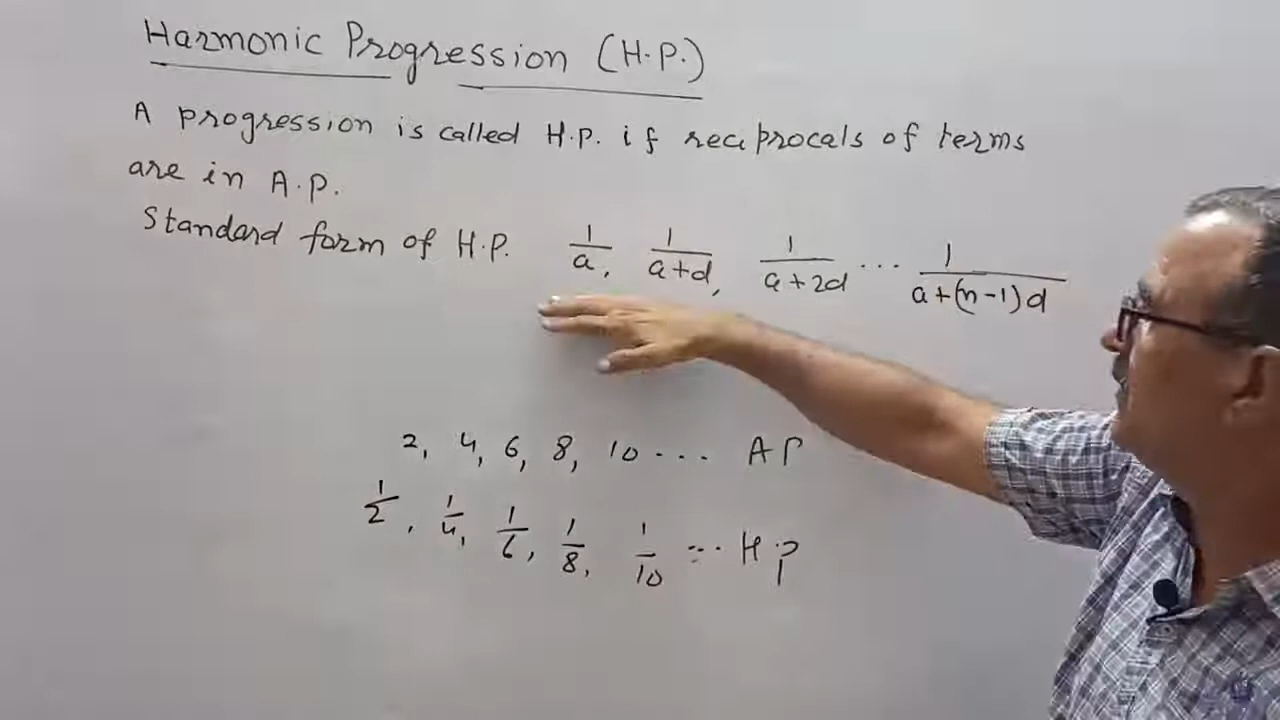 Harmonic Progression (H.P.)
A progression is called H.P. if reciprocals of terms
are in A.P.
Standard form of H.P. 1/a, 1/(a+d), 1/(a+2d) ... 1/(a+(n-1)d)
2, 4, 6, 8, 10 ... AP
1/2, 1/4, 1/6, 1/8, 1/10 ... HP